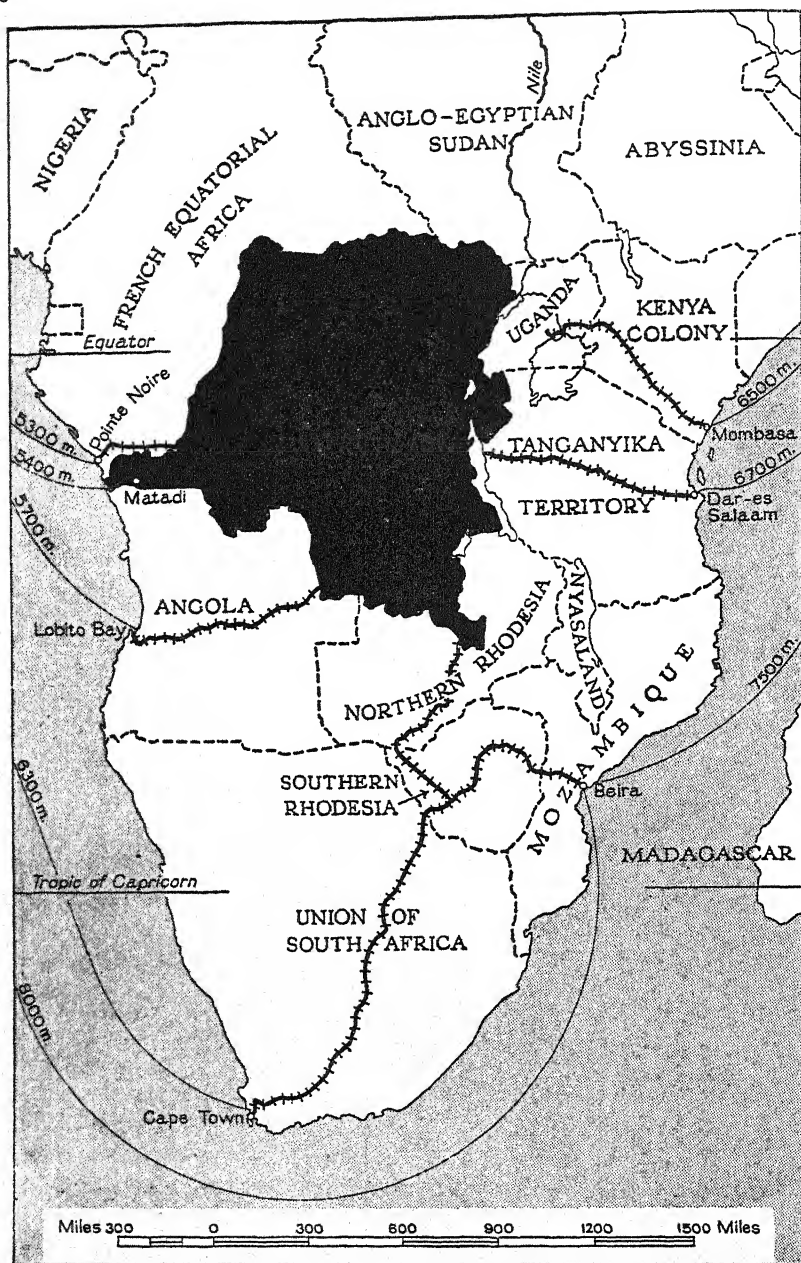 Nile
ANGLO-EGYPTIAN
SUDAN
NIGERIA
ABYSSINIA
FRENCH EQUATORIAL
AFRICA
UGANDA
KENYA
COLONY
Equator
Pointe Noire
5300 m.
5400 m.
5700 m.
6500 m.
Mombasa
TANGANYIKA
6700 m.
Matadi
TERRITORY
Dar-es
Salaam
ANGOLA
Lobito Bay
NORTHERN RHODESIA
NYASALAND
MOZAMBIQUE
7500 m.
SOUTHERN
RHODESIA
Beira
6300 m.
MADAGASCAR
Tropic of Capricorn
UNION OF
SOUTH AFRICA
8000 m.
Cape Town
Miles 300 0 300 600 900 1200 1500 Miles